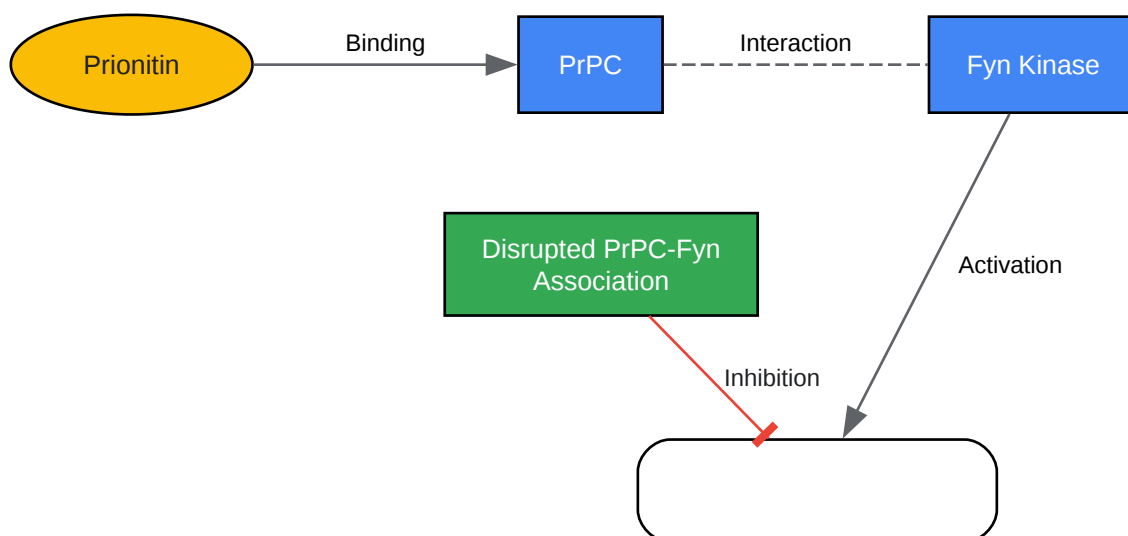 Prionitin
Binding
PrPC
Interaction
Fyn Kinase
Disrupted PrPC-Fyn
Association
Activation
Inhibition